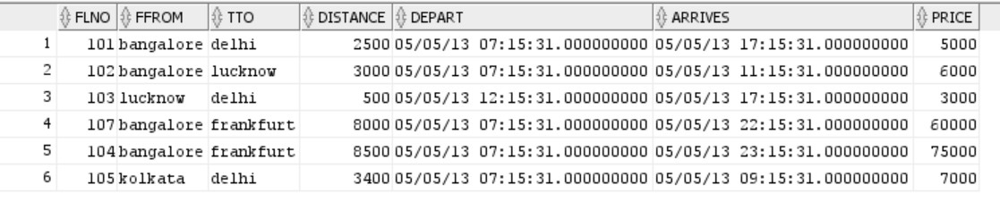 FLNO FFROM TTO DISTANCE DEPART ARRIVES PRICE
1 101 bangalore delhi 2500 05/05/13 07:15:31.000000000 05/05/13 17:15:31.000000000 5000
2 102 bangalore lucknow 3000 05/05/13 07:15:31.000000000 05/05/13 11:15:31.000000000 6000
3 103 lucknow delhi 500 05/05/13 12:15:31.000000000 05/05/13 17:15:31.000000000 3000
4 107 bangalore frankfurt 8000 05/05/13 07:15:31.000000000 05/05/13 22:15:31.000000000 60000
5 104 bangalore frankfurt 8500 05/05/13 07:15:31.000000000 05/05/13 23:15:31.000000000 75000
6 105 kolkata delhi 3400 05/05/13 07:15:31.000000000 05/05/13 09:15:31.000000000 7000